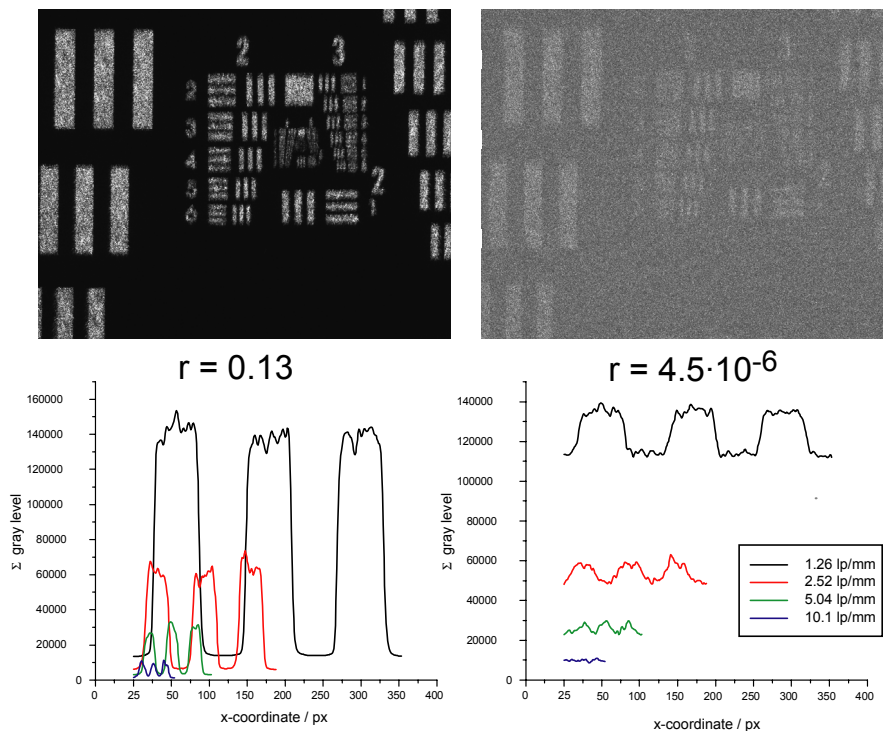 2 3
2
3
4
5
6
2
1
r = 0.13
r = 4.5·10⁻⁶
160000
140000
120000
100000
80000
60000
40000
20000
0
Σ gray level
0 25 50 100 150 200 250 300 350 400
x-coordinate / px
140000
120000
100000
80000
60000
40000
20000
0
Σ gray level
0 25 50 100 150 200 250 300 350 400
x-coordinate / px
1.26 lp/mm
2.52 lp/mm
5.04 lp/mm
10.1 lp/mm